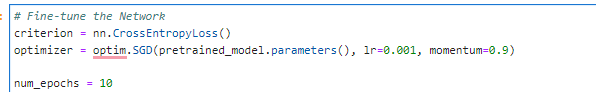 # Fine-tune the Network
criterion = nn.CrossEntropyLoss()
optimizer = optim.SGD(pretrained_model.parameters(), lr=0.001, momentum=0.9)
num_epochs = 10